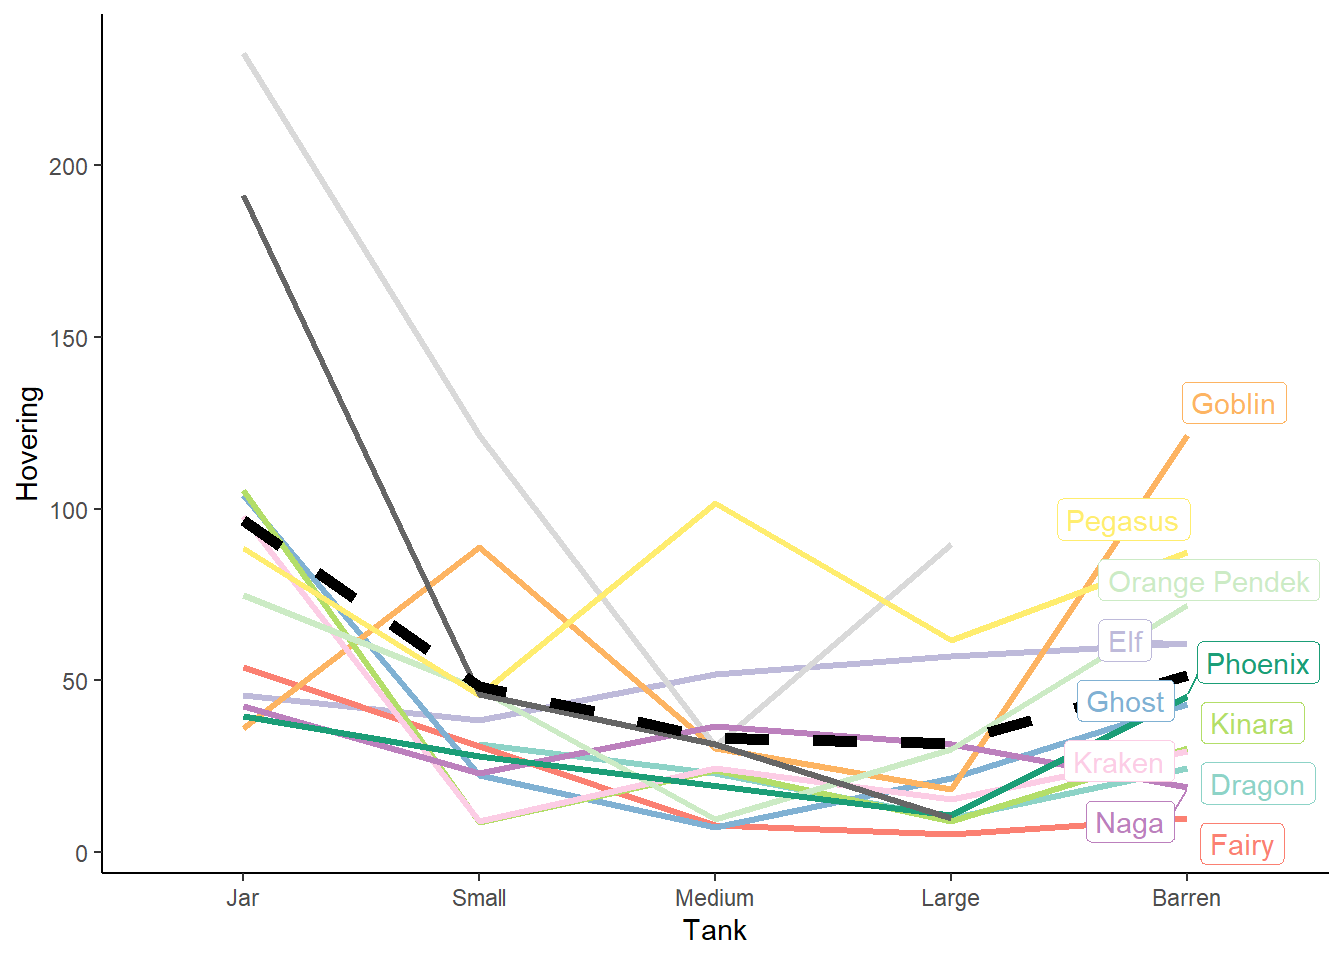 Hovering
200
150
100
50
0
Goblin
Pegasus
Orange Pendek
Elf
Phoenix
Ghost
Kinara
Kraken
Dragon
Naga
Fairy
Jar Small Medium Large Barren
Tank